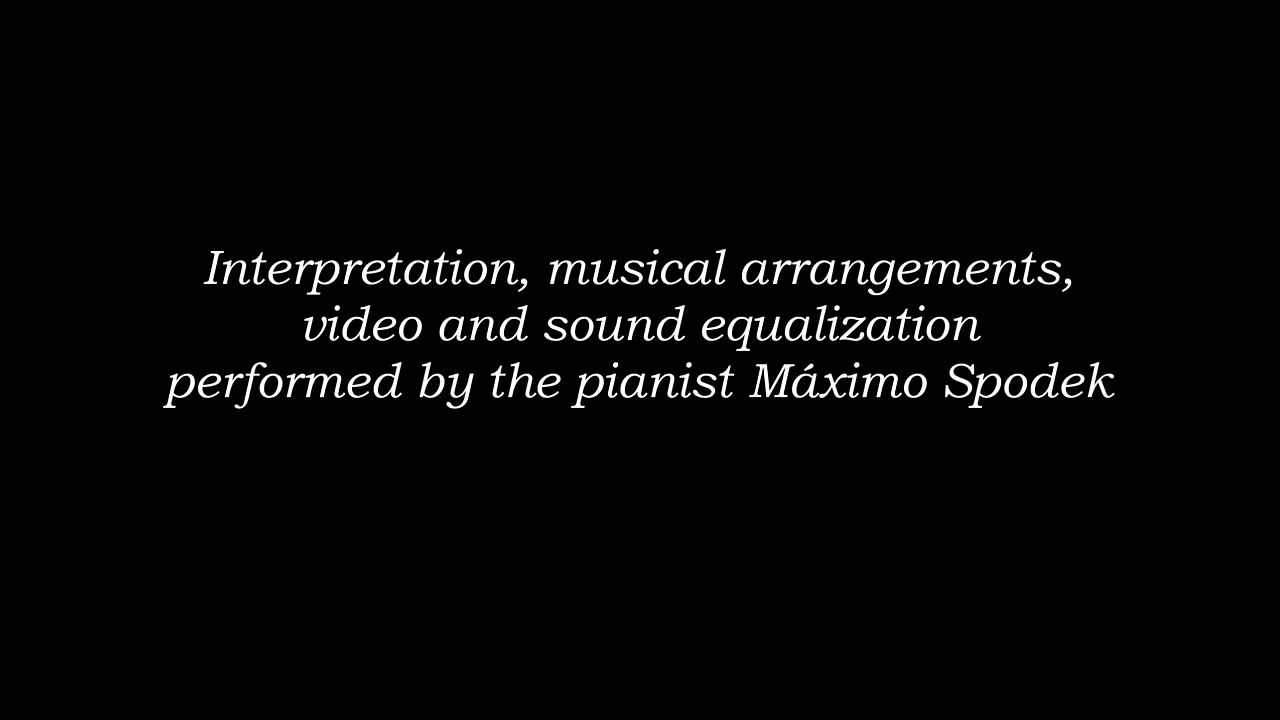 Interpretation, musical arrangements,
video and sound equalization
performed by the pianist Máximo Spodek